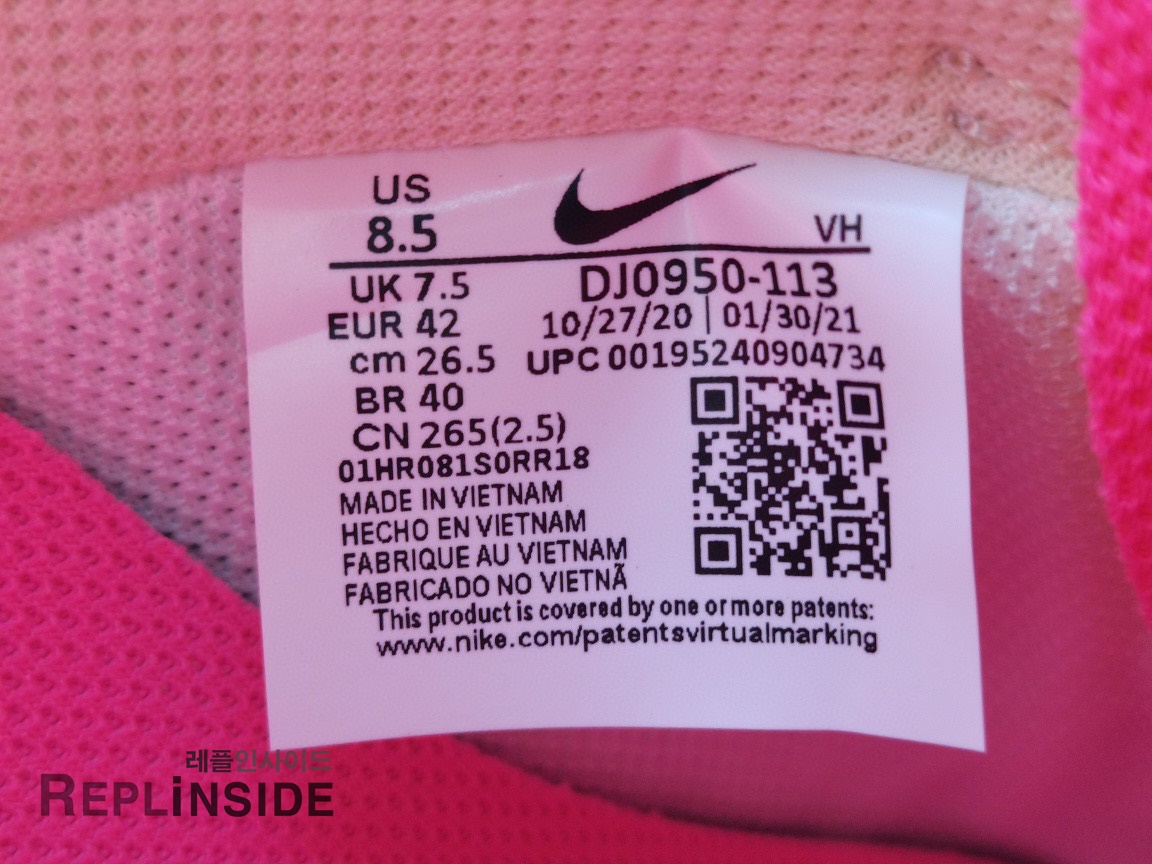 US
8.5
VH
UK 7.5
DJ0950-113
EUR 42
10/27/20 | 01/30/21
cm 26.5
UPC 00195240904734
BR 40
CN 265(2.5)
01HR081S0RR18
MADE IN VIETNAM
HECHO EN VIETNAM
FABRIQUE AU VIETNAM
FABRICADO NO VIETNÃ
This product is covered by one or more patents:
www.nike.com/patentsvirtualmarking
레플인사이드
REPLiNSIDE